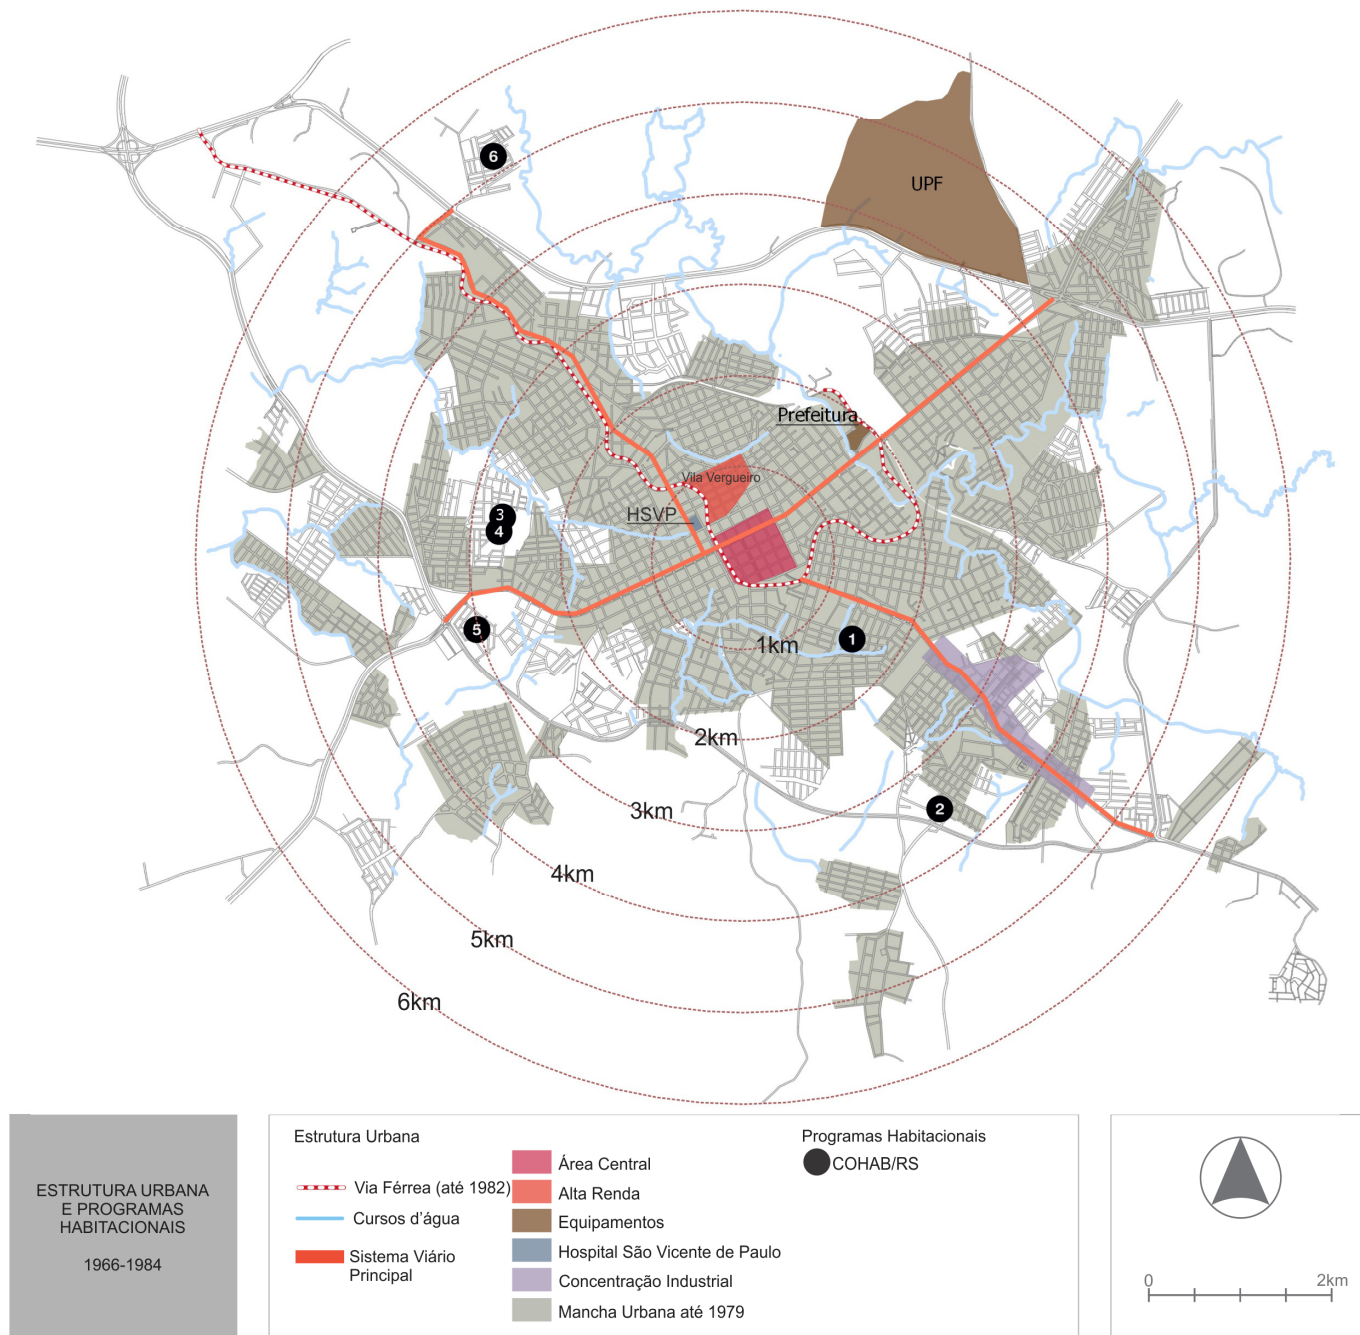 6
UPF
Prefeitura
Vila Vergueiro
HSVP
3
4
5
1
1km
2km
2
3km
4km
5km
6km
ESTRUTURA URBANA
E PROGRAMAS
HABITACIONAIS
1966-1984
Estrutura Urbana
Via Férrea (até 1982)
Cursos d'água
Sistema Viário
Principal
Área Central
Alta Renda
Equipamentos
Hospital São Vicente de Paulo
Concentração Industrial
Mancha Urbana até 1979
Programas Habitacionais
COHAB/RS
0 2km